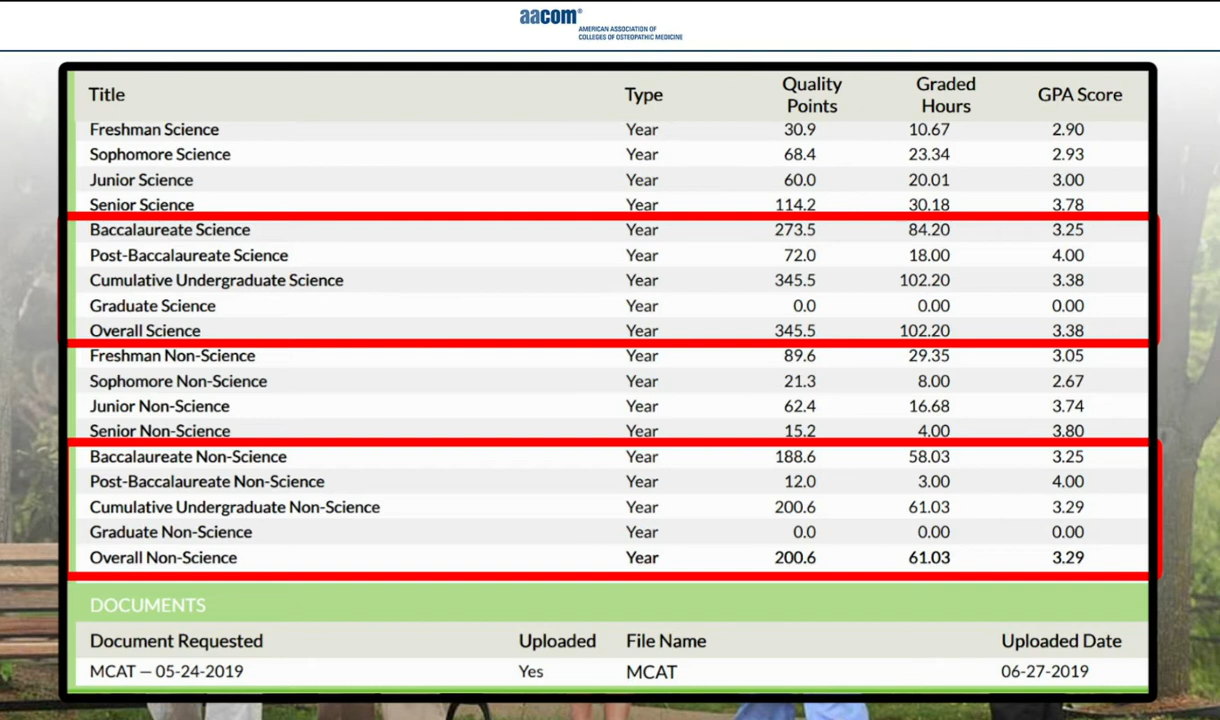 aacom®
AMERICAN ASSOCIATION OF
COLLEGES OF OSTEOPATHIC MEDICINE
Title Type Quality Points Graded Hours GPA Score
Freshman Science Year 30.9 10.67 2.90
Sophomore Science Year 68.4 23.34 2.93
Junior Science Year 60.0 20.01 3.00
Senior Science Year 114.2 30.18 3.78
Baccalaureate Science Year 273.5 84.20 3.25
Post-Baccalaureate Science Year 72.0 18.00 4.00
Cumulative Undergraduate Science Year 345.5 102.20 3.38
Graduate Science Year 0.0 0.00 0.00
Overall Science Year 345.5 102.20 3.38
Freshman Non-Science Year 89.6 29.35 3.05
Sophomore Non-Science Year 21.3 8.00 2.67
Junior Non-Science Year 62.4 16.68 3.74
Senior Non-Science Year 15.2 4.00 3.80
Baccalaureate Non-Science Year 188.6 58.03 3.25
Post-Baccalaureate Non-Science Year 12.0 3.00 4.00
Cumulative Undergraduate Non-Science Year 200.6 61.03 3.29
Graduate Non-Science Year 0.0 0.00 0.00
Overall Non-Science Year 200.6 61.03 3.29
DOCUMENTS
Document Requested Uploaded File Name Uploaded Date
MCAT – 05-24-2019 Yes MCAT 06-27-2019